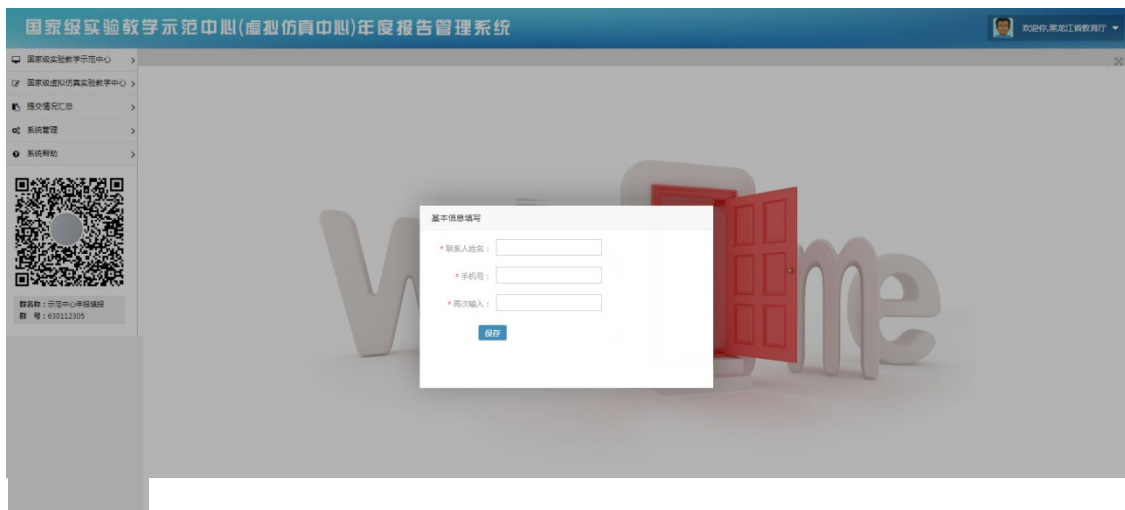 国家级实验教学示范中心(虚拟仿真中心)年度报告管理系统
欢迎你,黑龙江省教育厅
国家级实验教学示范中心
国家级虚拟仿真实验教学中心
提交情况汇总
系统管理
系统帮助
群名称：示范中心年报填报
群 号：630112305
基本信息填写
*联系人姓名：
*手机号：
*再次输入：
保存
W
me